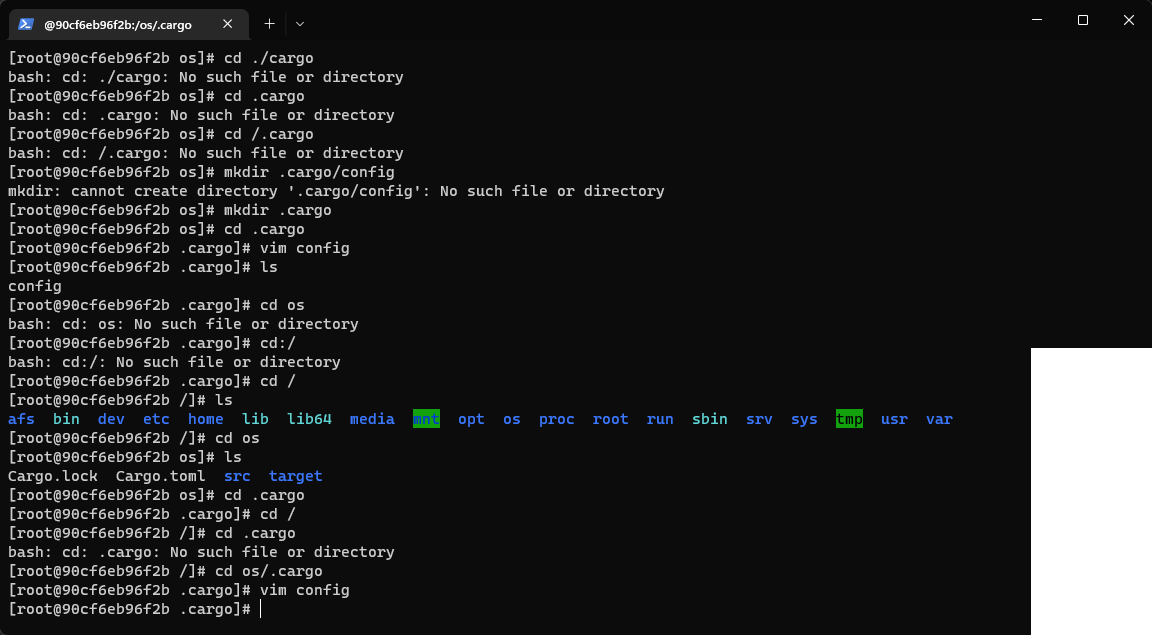 @90cf6eb96f2b:/os/.cargo
[root@90cf6eb96f2b os]# cd ./cargo
bash: cd: ./cargo: No such file or directory
[root@90cf6eb96f2b os]# cd .cargo
bash: cd: .cargo: No such file or directory
[root@90cf6eb96f2b os]# cd /.cargo
bash: cd: /.cargo: No such file or directory
[root@90cf6eb96f2b os]# mkdir .cargo/config
mkdir: cannot create directory '.cargo/config': No such file or directory
[root@90cf6eb96f2b os]# mkdir .cargo
[root@90cf6eb96f2b os]# cd .cargo
[root@90cf6eb96f2b .cargo]# vim config
[root@90cf6eb96f2b .cargo]# ls
config
[root@90cf6eb96f2b .cargo]# cd os
bash: cd: os: No such file or directory
[root@90cf6eb96f2b .cargo]# cd:/
bash: cd:/: No such file or directory
[root@90cf6eb96f2b .cargo]# cd /
[root@90cf6eb96f2b /]# ls
afs  bin  dev  etc  home  lib  lib64  media  mnt  opt  os  proc  root  run  sbin  srv  sys  tmp  usr  var
[root@90cf6eb96f2b /]# cd os
[root@90cf6eb96f2b os]# ls
Cargo.lock  Cargo.toml  src  target
[root@90cf6eb96f2b os]# cd .cargo
[root@90cf6eb96f2b .cargo]# cd /
[root@90cf6eb96f2b /]# cd .cargo
bash: cd: .cargo: No such file or directory
[root@90cf6eb96f2b /]# cd os/.cargo
[root@90cf6eb96f2b .cargo]# vim config
[root@90cf6eb96f2b .cargo]#